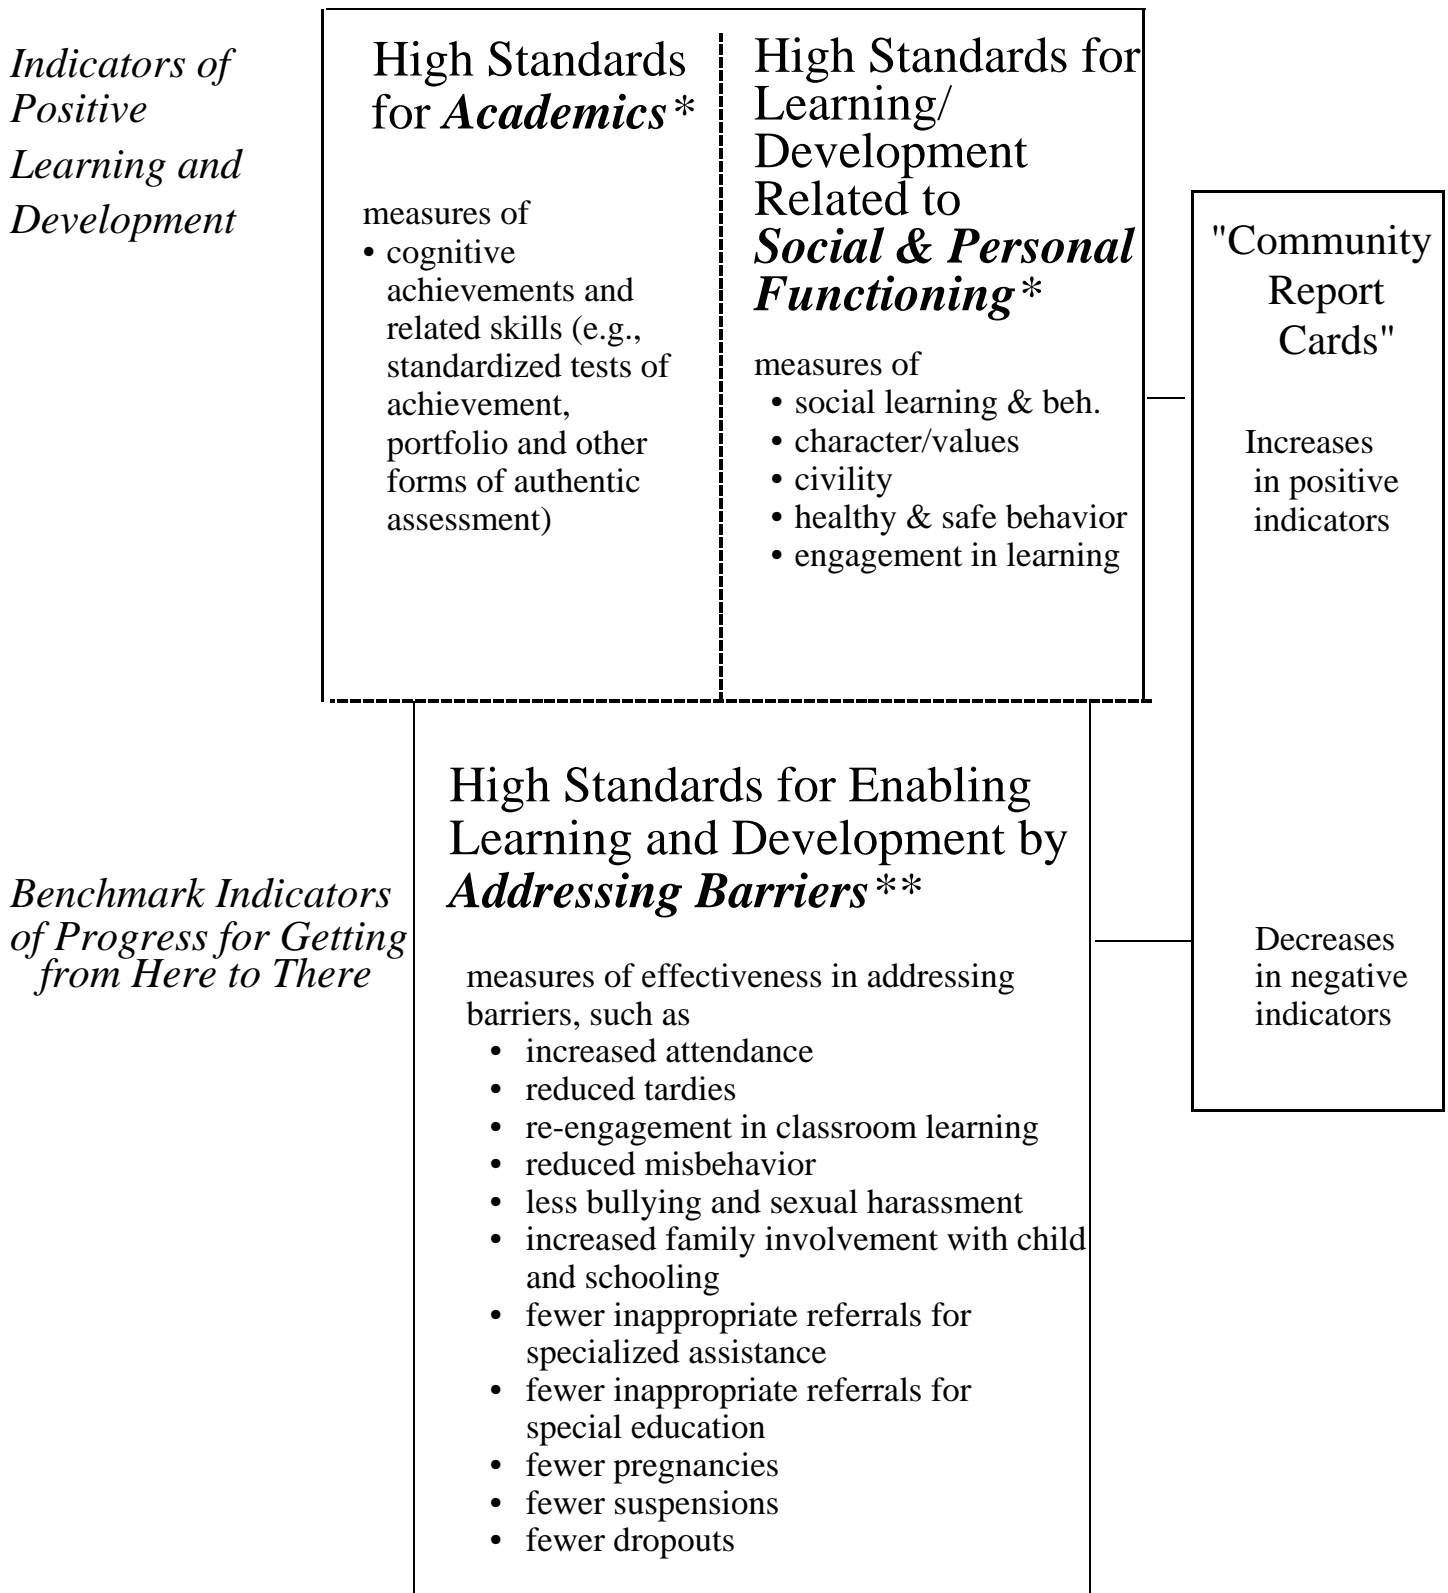 Indicators of
Positive
Learning and
Development
High Standards
for Academics*
measures of
• cognitive
achievements and
related skills (e.g.,
standardized tests of
achievement,
portfolio and other
forms of authentic
assessment)
High Standards for
Learning/
Development
Related to
Social & Personal
Functioning*
measures of
• social learning & beh.
• character/values
• civility
• healthy & safe behavior
• engagement in learning
"Community
Report
Cards"
Increases
in positive
indicators
Decreases
in negative
indicators
Benchmark Indicators
of Progress for Getting
from Here to There
High Standards for Enabling
Learning and Development by
Addressing Barriers**
measures of effectiveness in addressing
barriers, such as
• increased attendance
• reduced tardies
• re-engagement in classroom learning
• reduced misbehavior
• less bullying and sexual harassment
• increased family involvement with child
and schooling
• fewer inappropriate referrals for
specialized assistance
• fewer inappropriate referrals for
special education
• fewer pregnancies
• fewer suspensions
• fewer dropouts